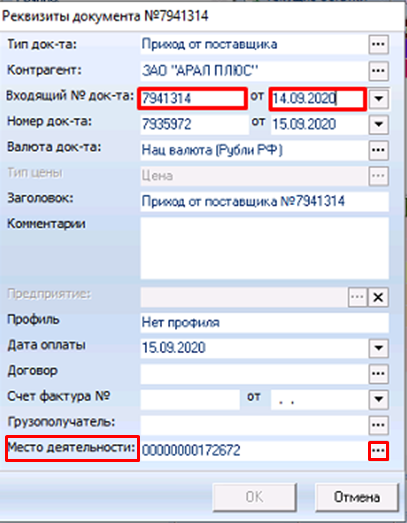 Реквизиты документа №7941314
Тип док-та: Приход от поставщика ...
Контрагент: ЗАО "АРАЛ ПЛЮС" ...
Входящий № док-та: 7941314 от 14.09.2020
Номер док-та: 7935972 от 15.09.2020
Валюта док-та: Нац валюта (Рубли РФ) ...
Тип цены Цена ...
Заголовок: Приход от поставщика №7941314
Комментарии
Предприятие: ...
Профиль Нет профиля
Дата оплаты 15.09.2020
Договор ...
Счет фактура № от . .
Грузополучатель: ...
Место деятельности: 00000000172672 ...
OK Отмена